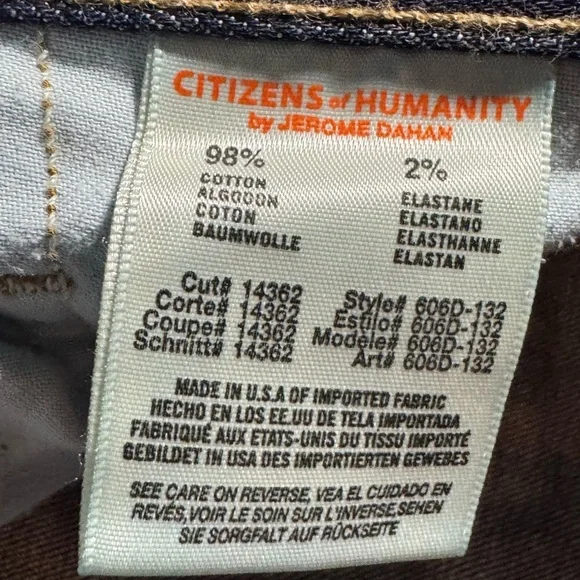 CITIZENS of HUMANITY
by JEROME DAHAN
98%
COTTON
ALGODON
COTON
BAUMWOLLE
2%
ELASTANE
ELASTANO
ELASTHANNE
ELASTAN
Cut# 14362
Corte# 14362
Coupe# 14362
Schnitt# 14362
Style# 606D-132
Estilo# 606D-132
Modèle# 606D-132
Art# 606D-132
MADE IN U.S.A OF IMPORTED FABRIC
HECHO EN LOS EE.UU DE TELA IMPORTADA
FABRIQUÉ AUX ETATS-UNIS DU TISSU IMPORTÉ
GEBILDET IN USA DES IMPORTIERTEN GEWEBES
SEE CARE ON REVERSE, VEA EL CUIDADO EN
REVÉS, VOIR LE SOIN SUR L'INVERSE, SEHEN
SIE SORGFALT AUF RÜCKSEITE